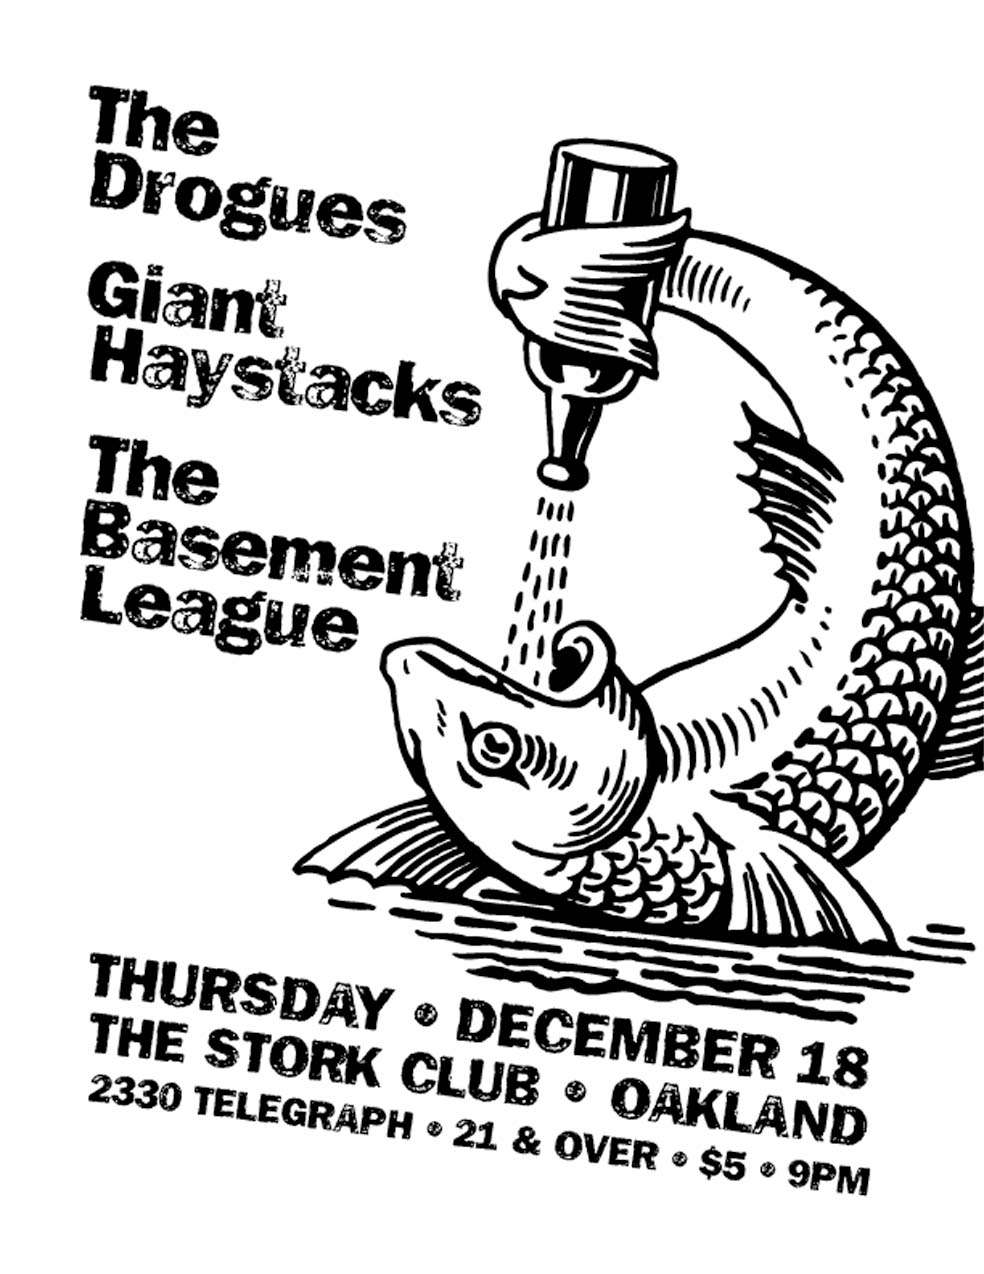 The
Drogues
Giant
Haystacks
The
Basement
League
THURSDAY • DECEMBER 18
THE STORK CLUB • OAKLAND
2330 TELEGRAPH • 21 & OVER • $5 • 9PM